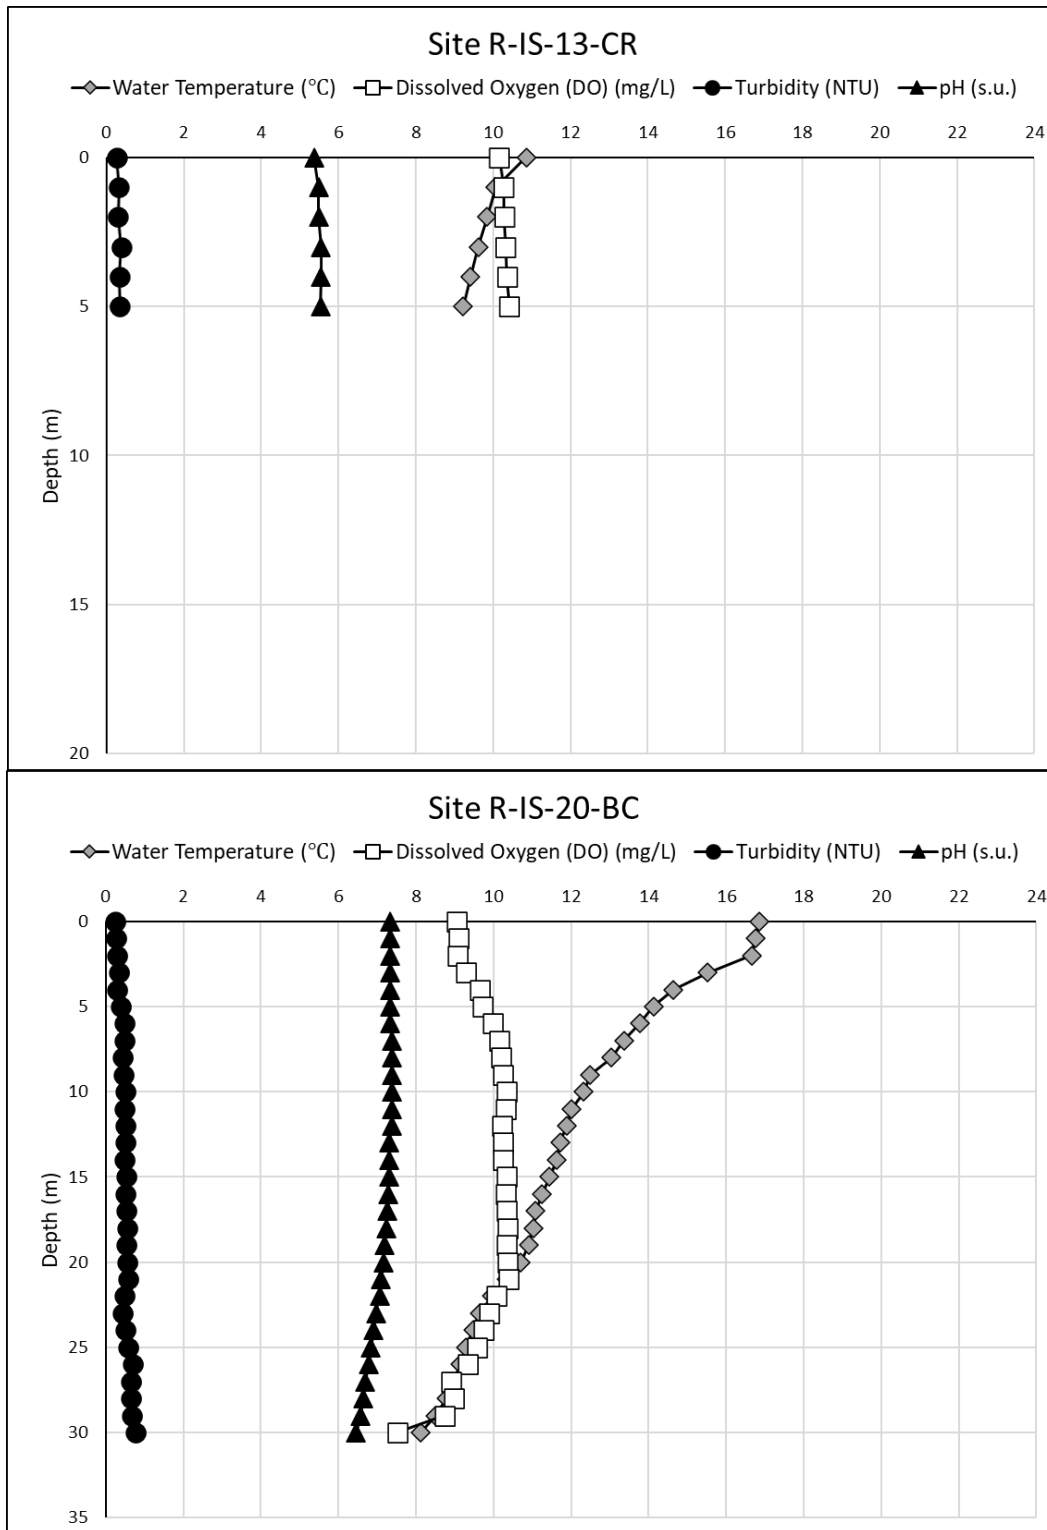 Site R-IS-13-CR
Water Temperature (℃) Dissolved Oxygen (DO) (mg/L) Turbidity (NTU) pH (s.u.)
0 2 4 6 8 10 12 14 16 18 20 22 24
0
5
10
15
20
Depth (m)
Site R-IS-20-BC
Water Temperature (℃) Dissolved Oxygen (DO) (mg/L) Turbidity (NTU) pH (s.u.)
0 2 4 6 8 10 12 14 16 18 20 22 24
0
5
10
15
20
25
30
35
Depth (m)